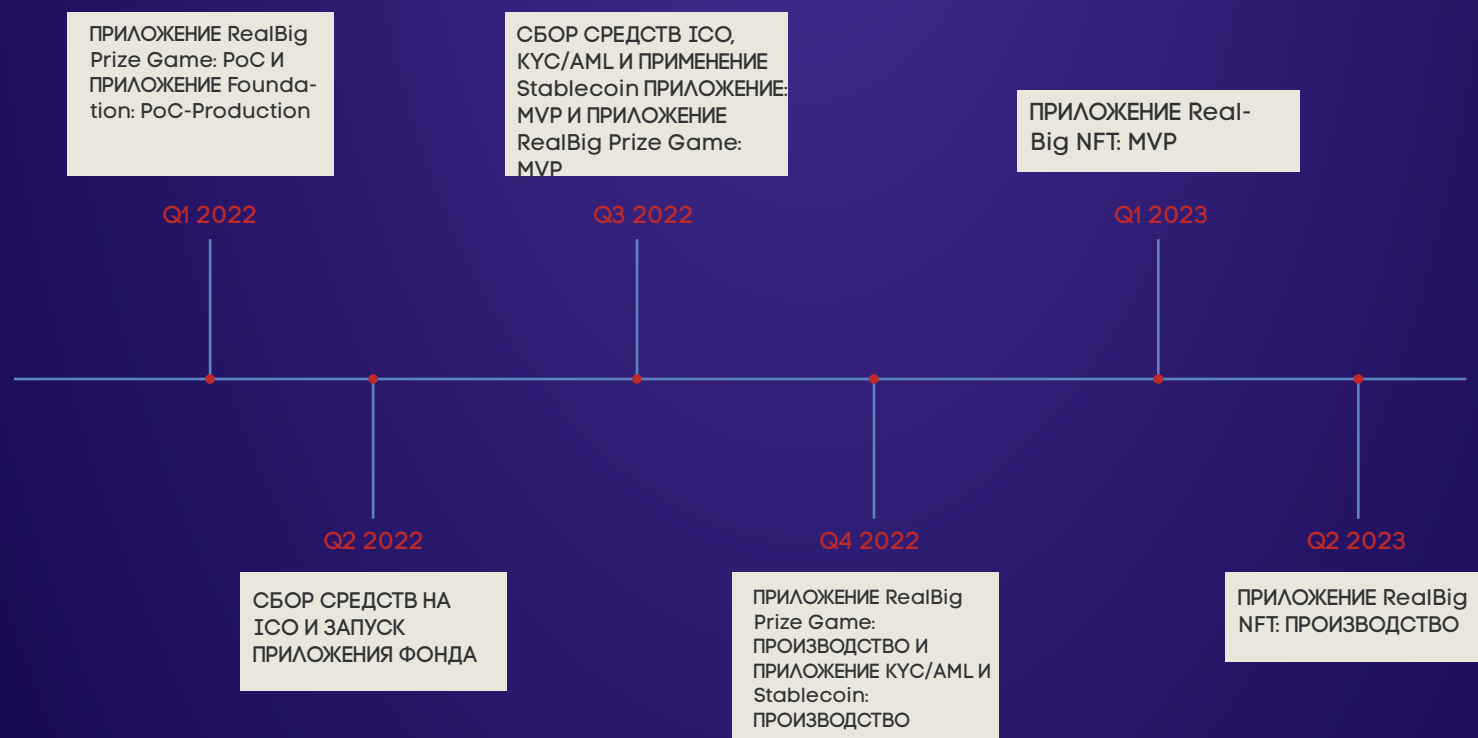 ПРИЛОЖЕНИЕ RealBig
Prize Game: PoC И
ПРИЛОЖЕНИЕ Founda-
tion: PoC-Production
Q1 2022
СБОР СРЕДСТВ НА
ICO И ЗАПУСК
ПРИЛОЖЕНИЯ ФОНДА
Q2 2022
СБОР СРЕДСТВ ICO,
KYC/AML И ПРИМЕНЕНИЕ
Stablecoin ПРИЛОЖЕНИЕ:
MVP И ПРИЛОЖЕНИЕ
RealBig Prize Game:
MVP
Q3 2022
Q4 2022
ПРИЛОЖЕНИЕ RealBig
Prize Game:
ПРОИЗВОДСТВО И
ПРИЛОЖЕНИЕ KYC/AML И
Stablecoin:
ПРОИЗВОДСТВО
ПРИЛОЖЕНИЕ Real-
Big NFT: MVP
Q1 2023
Q2 2023
ПРИЛОЖЕНИЕ RealBig
NFT: ПРОИЗВОДСТВО